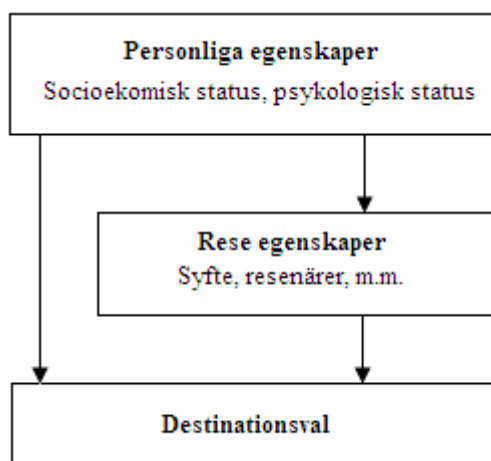 Personliga egenskaper
Socioekomisk status, psykologisk status
Rese egenskaper
Syfte, resenärer, m.m.
Destinationsval